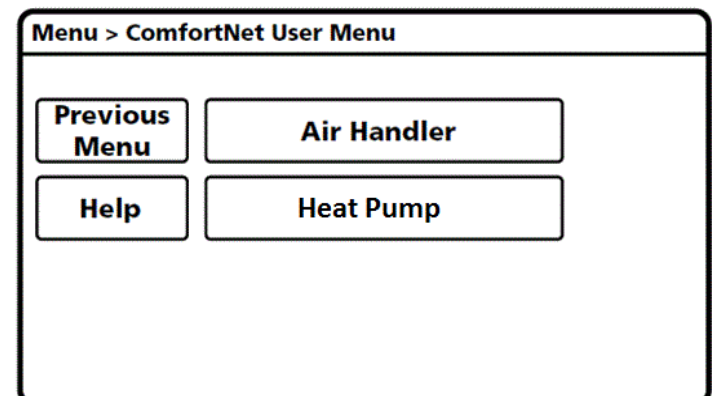 Menu > ComfortNet User Menu
Previous
Menu
Air Handler
Help
Heat Pump